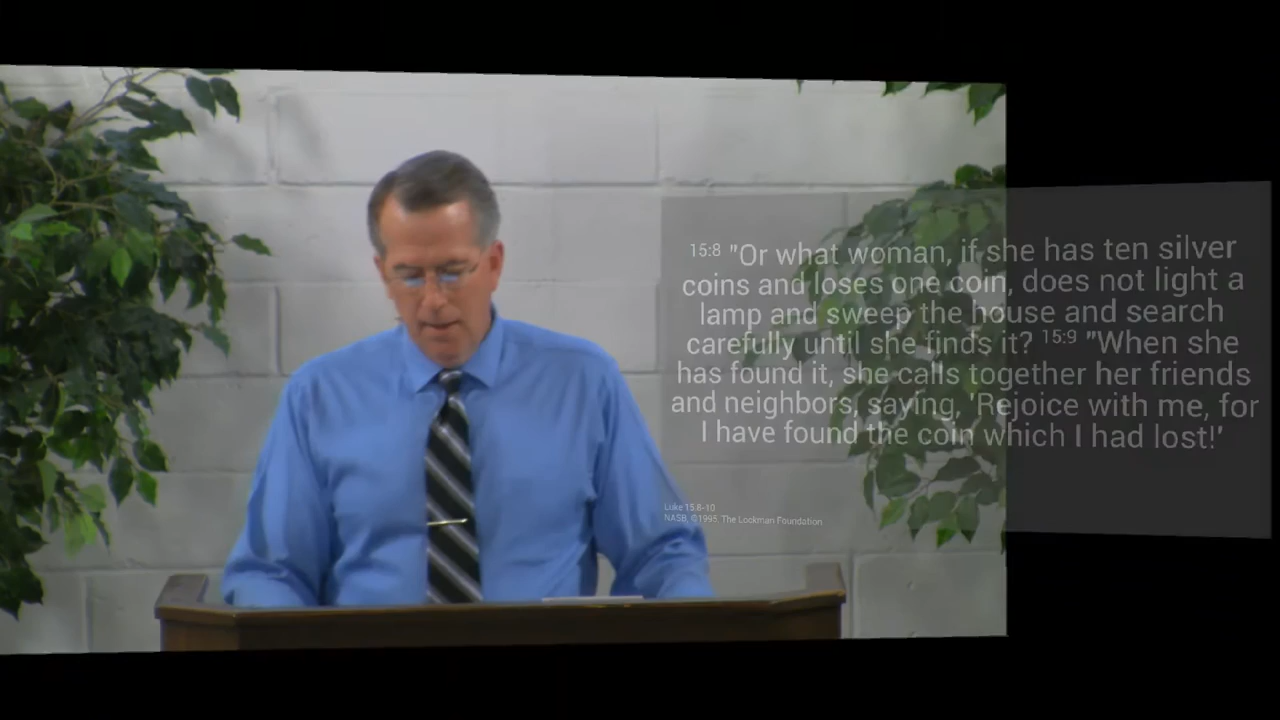 15:8 "Or what woman, if she has ten silver
coins and loses one coin, does not light a
lamp and sweep the house and search
carefully until she finds it? 15:9 "When she
has found it, she calls together her friends
and neighbors, saying, 'Rejoice with me, for
I have found the coin which I had lost!'
Luke 15:8-10
NASB, ©1995, The Lockman Foundation